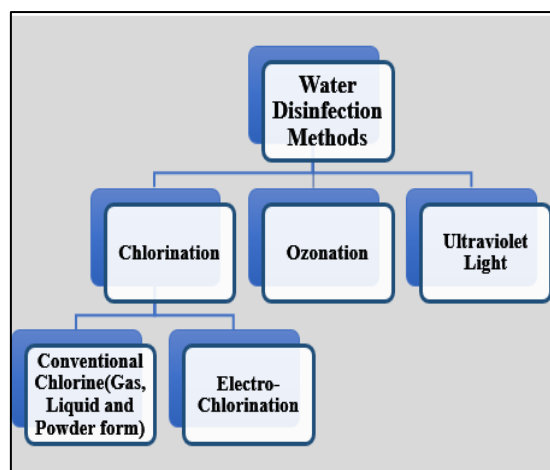 Water
Disinfection
Methods
Chlorination
Ozonation
Ultraviolet
Light
Conventional
Chlorine(Gas,
Liquid and
Powder form)
Electro-
Chlorination